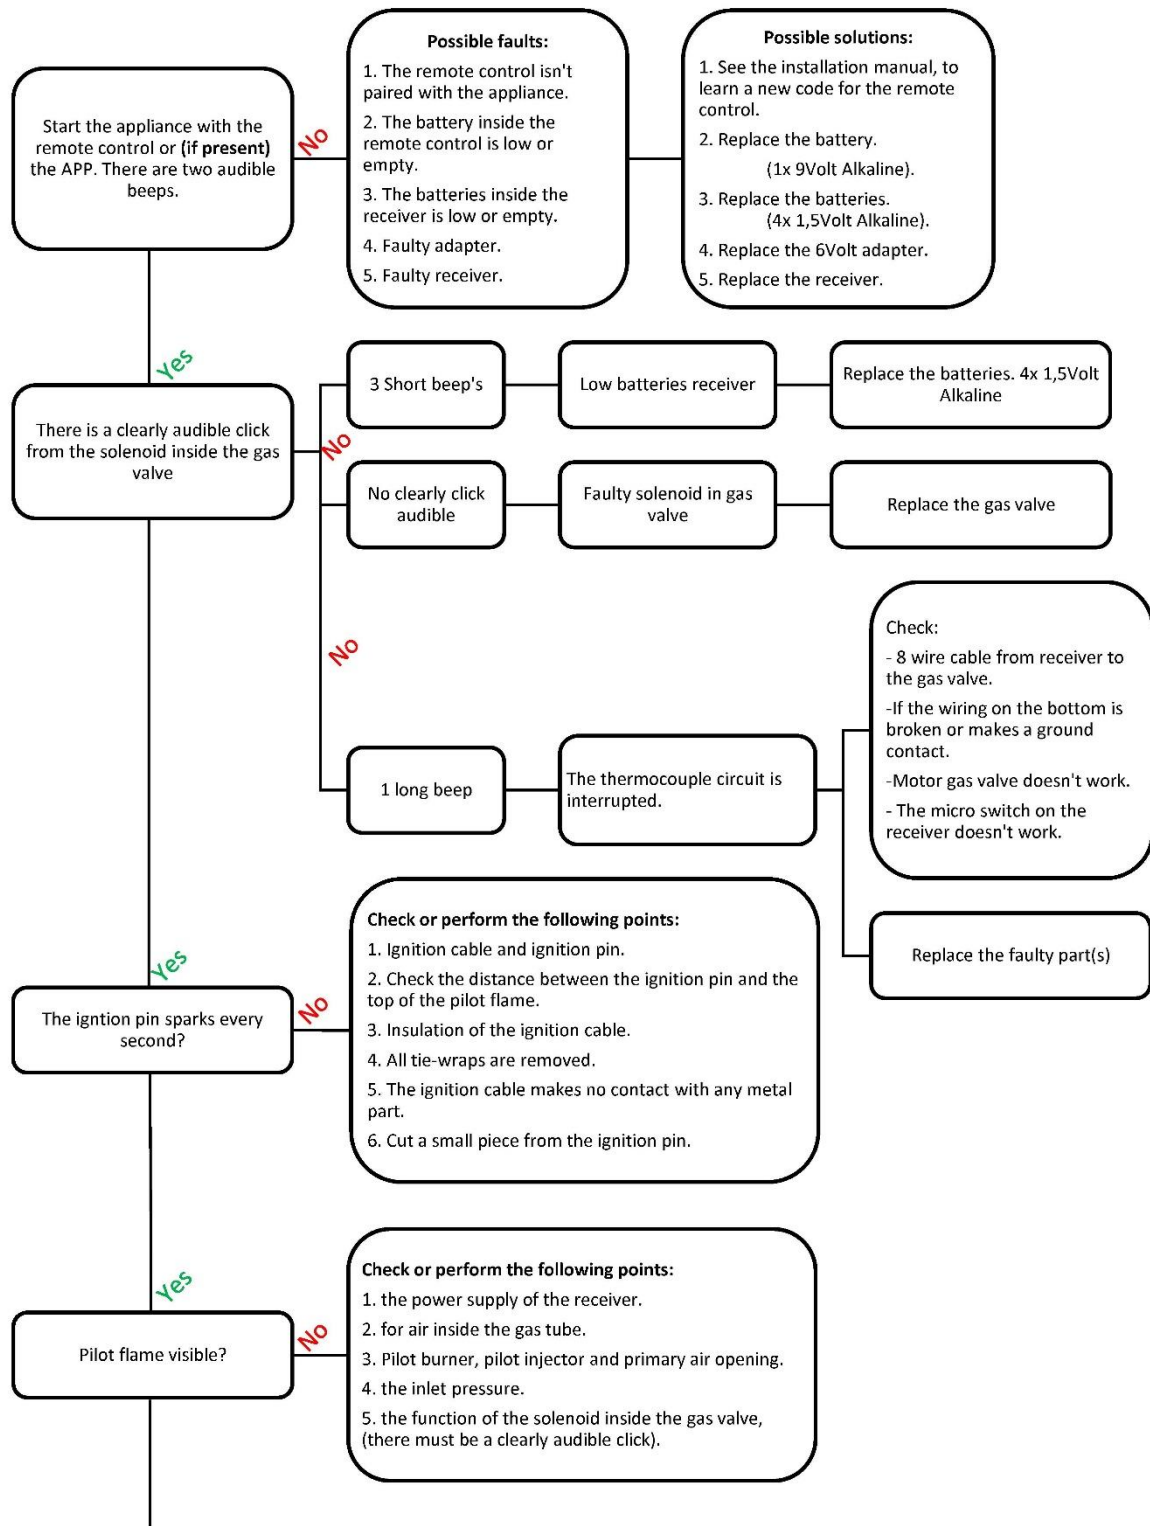 Start the appliance with the
remote control or (if present)
the APP. There are two audible
beeps.
No
Possible faults:
1. The remote control isn't
paired with the appliance.
2. The battery inside the
remote control is low or
empty.
3. The batteries inside the
receiver is low or empty.
4. Faulty adapter.
5. Faulty receiver.
Possible solutions:
1. See the installation manual, to
learn a new code for the remote
control.
2. Replace the battery.
(1x 9Volt Alkaline).
3. Replace the batteries.
(4x 1,5Volt Alkaline).
4. Replace the 6Volt adapter.
5. Replace the receiver.
Yes
There is a clearly audible click
from the solenoid inside the gas
valve
No
3 Short beep's
Low batteries receiver
Replace the batteries. 4x 1,5Volt
Alkaline
No clearly click
audible
Faulty solenoid in gas
valve
Replace the gas valve
No
1 long beep
The thermocouple circuit is
interrupted.
Check:
- 8 wire cable from receiver to
the gas valve.
-If the wiring on the bottom is
broken or makes a ground
contact.
-Motor gas valve doesn't work.
- The micro switch on the
receiver doesn't work.
Replace the faulty part(s)
Yes
The igntion pin sparks every
second?
No
Check or perform the following points:
1. Ignition cable and ignition pin.
2. Check the distance between the ignition pin and the
top of the pilot flame.
3. Insulation of the ignition cable.
4. All tie-wraps are removed.
5. The ignition cable makes no contact with any metal
part.
6. Cut a small piece from the ignition pin.
Yes
Pilot flame visible?
No
Check or perform the following points:
1. the power supply of the receiver.
2. for air inside the gas tube.
3. Pilot burner, pilot injector and primary air opening.
4. the inlet pressure.
5. the function of the solenoid inside the gas valve,
(there must be a clearly audible click).